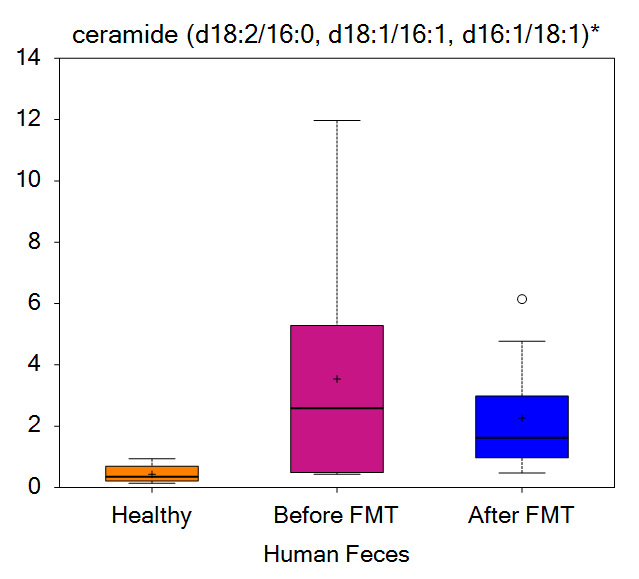 ceramide (d18:2/16:0, d18:1/16:1, d16:1/18:1)*
14
12
10
8
6
4
2
0
Healthy Before FMT After FMT
Human Feces